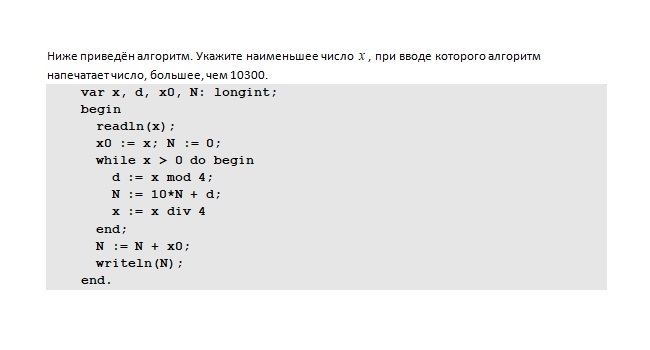 Ниже приведён алгоритм. Укажите наименьшее число x, при вводе которого алгоритм
напечатает число, большее, чем 10300.
var x, d, x0, N: longint;
begin
readln(x);
x0 := x; N := 0;
while x > 0 do begin
d := x mod 4;
N := 10*N + d;
x := x div 4
end;
N := N + x0;
writeln(N);
end.